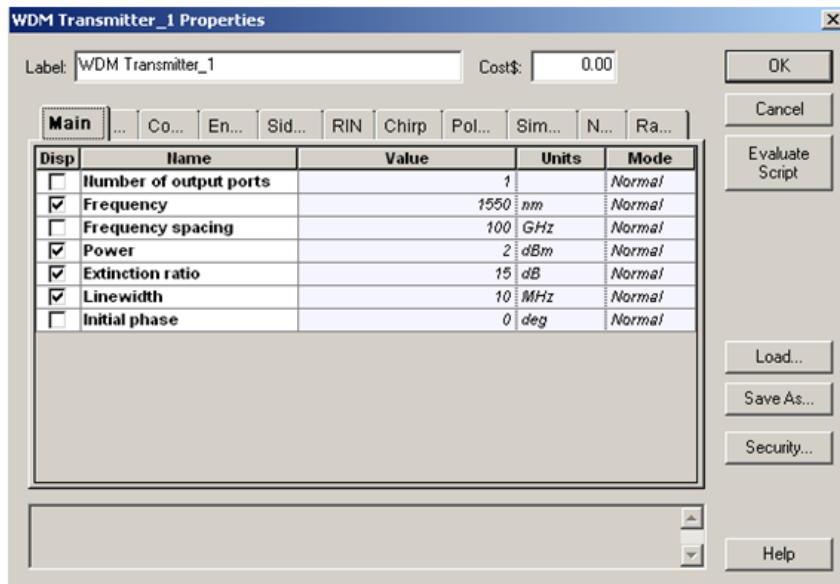 WDM Transmitter_1 Properties
Label: WDM Transmitter_1 Cost$: 0.00
OK
Cancel
Evaluate Script
Main ... Co... En... Sid... RIN Chirp Pol... Sim... N... Ra...
Disp Name Value Units Mode
Number of output ports 1 Normal
Frequency 1550 nm Normal
Frequency spacing 100 GHz Normal
Power 2 dBm Normal
Extinction ratio 15 dB Normal
Linewidth 10 MHz Normal
Initial phase 0 deg Normal
Load...
Save As...
Security...
Help